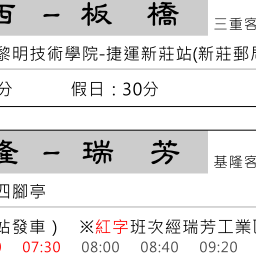 西 - 板 橋
三重客
黎明技術學院-捷運新莊站(新莊郵局
分 假日：30分
隆 - 瑞 芳
基隆客
四腳亭
站發車） ※紅字班次經瑞芳工業區
0 07:30 08:00 08:40 09:20